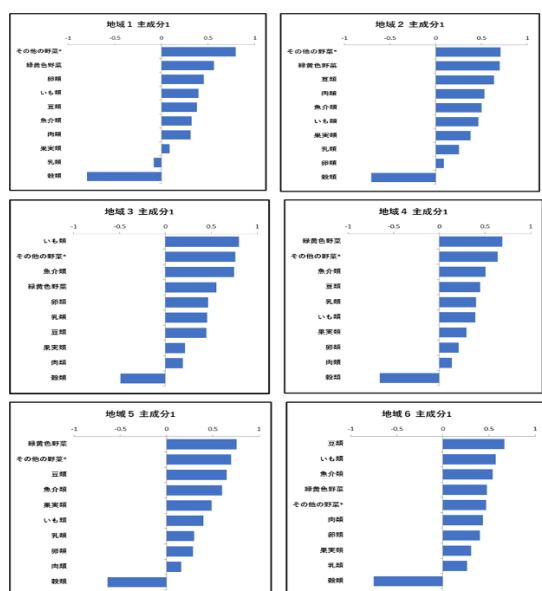 地域１ 主成分1
-1
-0.5
0
0.5
1
その他の野菜*
緑黄色野菜
卵類
いも類
豆類
魚介類
肉類
果実類
乳類
穀類
地域２ 主成分1
-1
-0.5
0
0.5
1
その他の野菜*
緑黄色野菜
豆類
肉類
魚介類
いも類
果実類
乳類
卵類
穀類
地域３ 主成分1
-1
-0.5
0
0.5
1
いも類
その他の野菜*
魚介類
緑黄色野菜
卵類
乳類
豆類
果実類
肉類
穀類
地域４ 主成分1
-1
-0.5
0
0.5
1
緑黄色野菜
その他の野菜*
魚介類
豆類
乳類
いも類
果実類
卵類
肉類
穀類
地域５ 主成分1
-1
-0.5
0
0.5
1
緑黄色野菜
その他の野菜*
豆類
魚介類
果実類
いも類
乳類
卵類
肉類
穀類
地域６ 主成分1
-1
-0.5
0
0.5
1
豆類
いも類
魚介類
緑黄色野菜
その他の野菜*
肉類
卵類
果実類
乳類
穀類